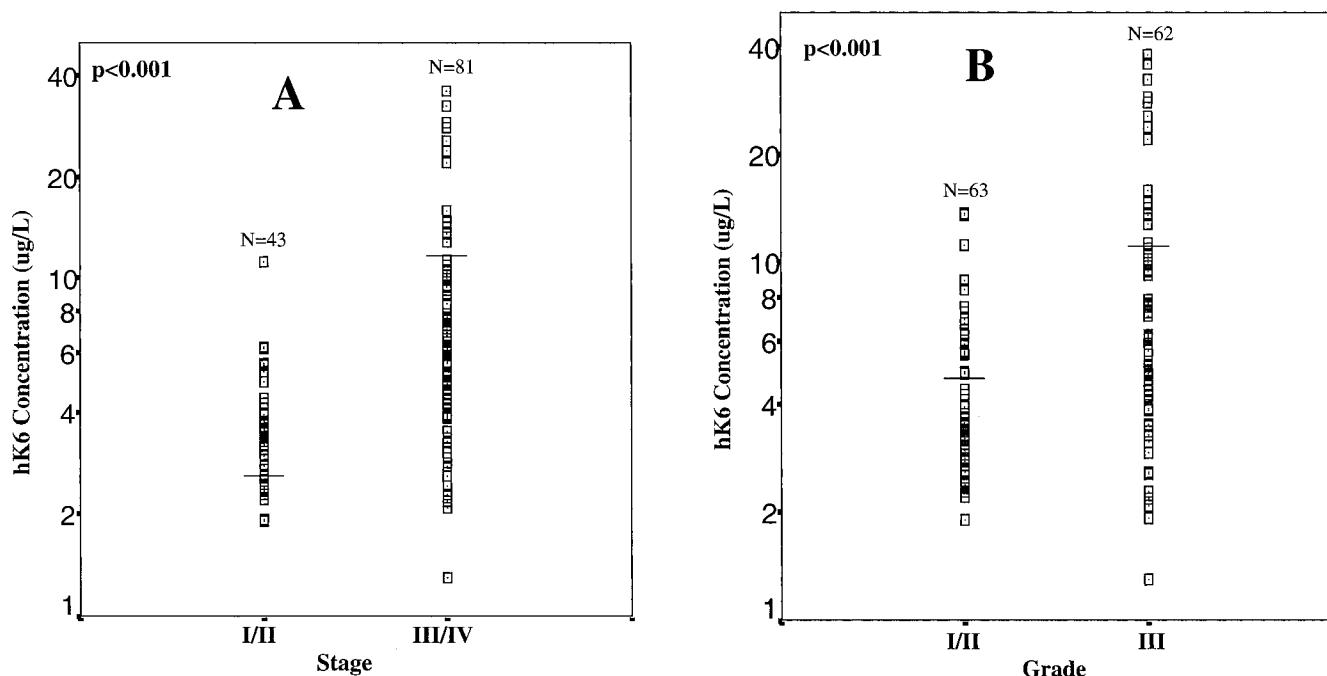 p<0.001
A
N=81
N=43
40
20
10
8
6
4
2
1
hK6 Concentration (ug/L)
I/II
III/IV
Stage
p<0.001
B
N=62
N=63
40
20
10
8
6
4
2
1
hK6 Concentration (ug/L)
I/II
III
Grade